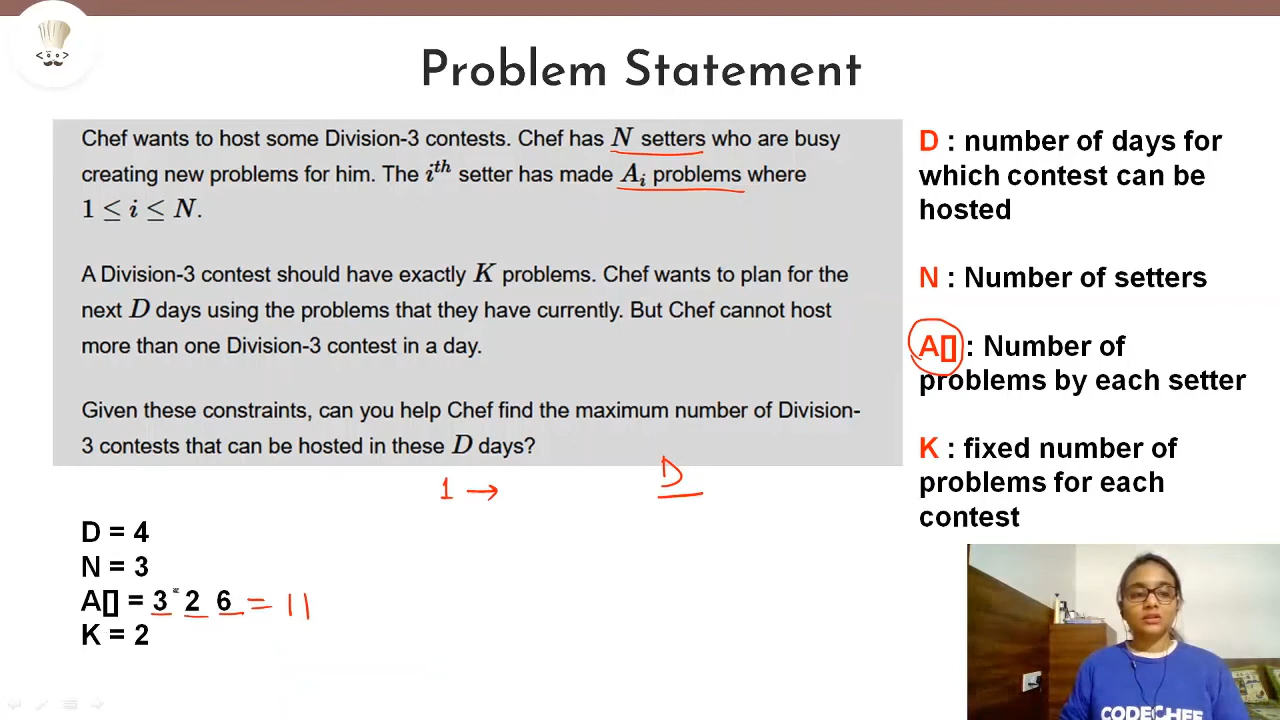 Problem Statement
Chef wants to host some Division-3 contests. Chef has N setters who are busy
creating new problems for him. The i^th setter has made A_i problems where
1 ≤ i ≤ N.
A Division-3 contest should have exactly K problems. Chef wants to plan for the
next D days using the problems that they have currently. But Chef cannot host
more than one Division-3 contest in a day.
Given these constraints, can you help Chef find the maximum number of Division-
3 contests that can be hosted in these D days?
1 → D
D = 4
N = 3
A[] = 3 2 6 = 11
K = 2
D : number of days for
which contest can be
hosted
N : Number of setters
A[] : Number of
problems by each setter
K : fixed number of
problems for each
contest
CODECHEF